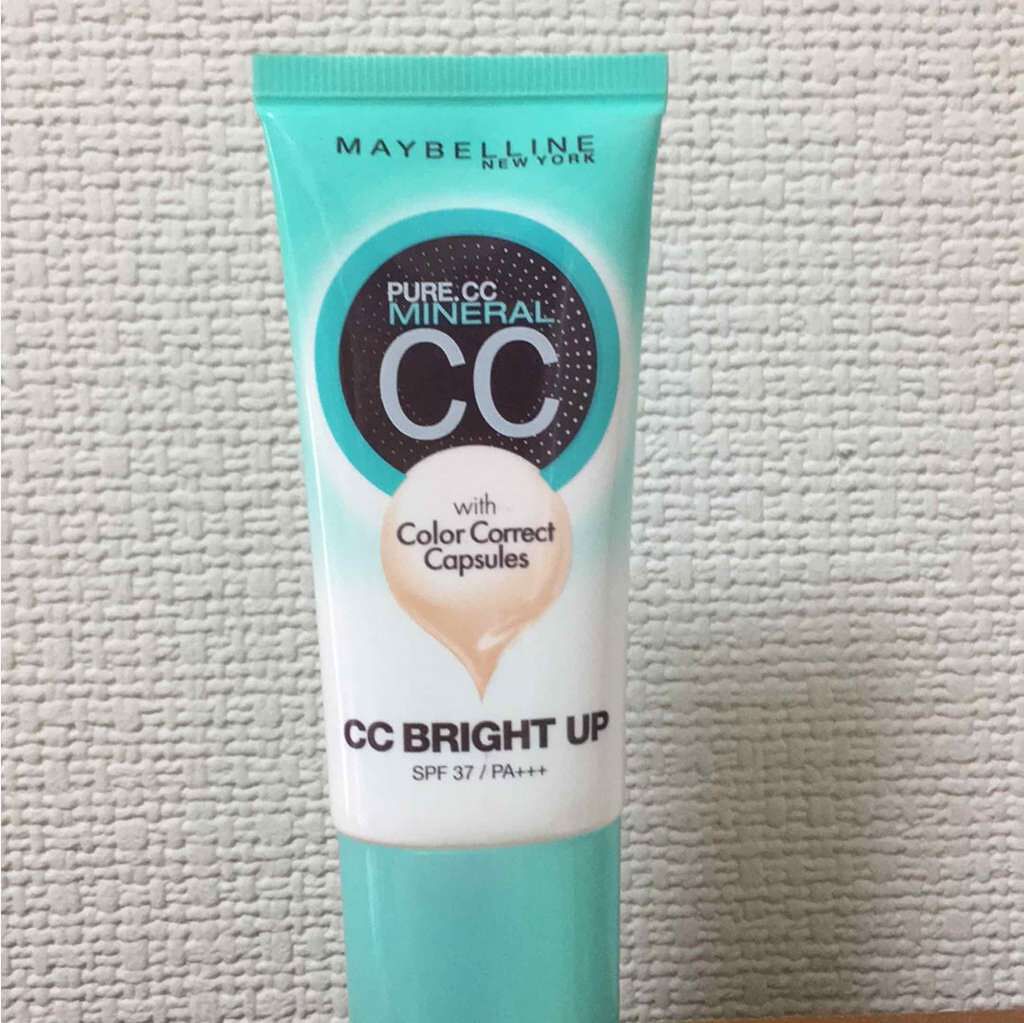 MAYBELLINE
NEW YORK
PURE.CC
MINERAL
CC
with
Color Correct
Capsules
CC BRIGHT UP
SPF 37 / PA+++